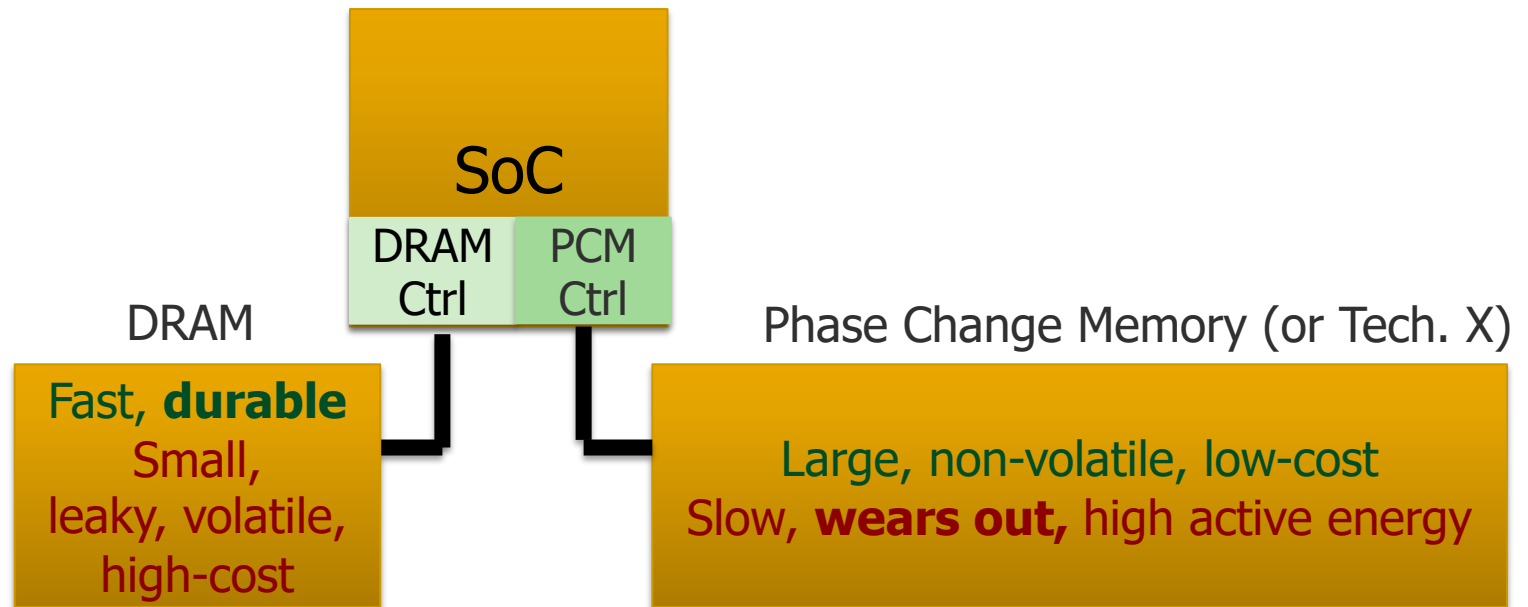 SoC
DRAM
Ctrl
PCM
Ctrl
DRAM
Fast, durable
Small,
leaky, volatile,
high-cost
Phase Change Memory (or Tech. X)
Large, non-volatile, low-cost
Slow, wears out, high active energy